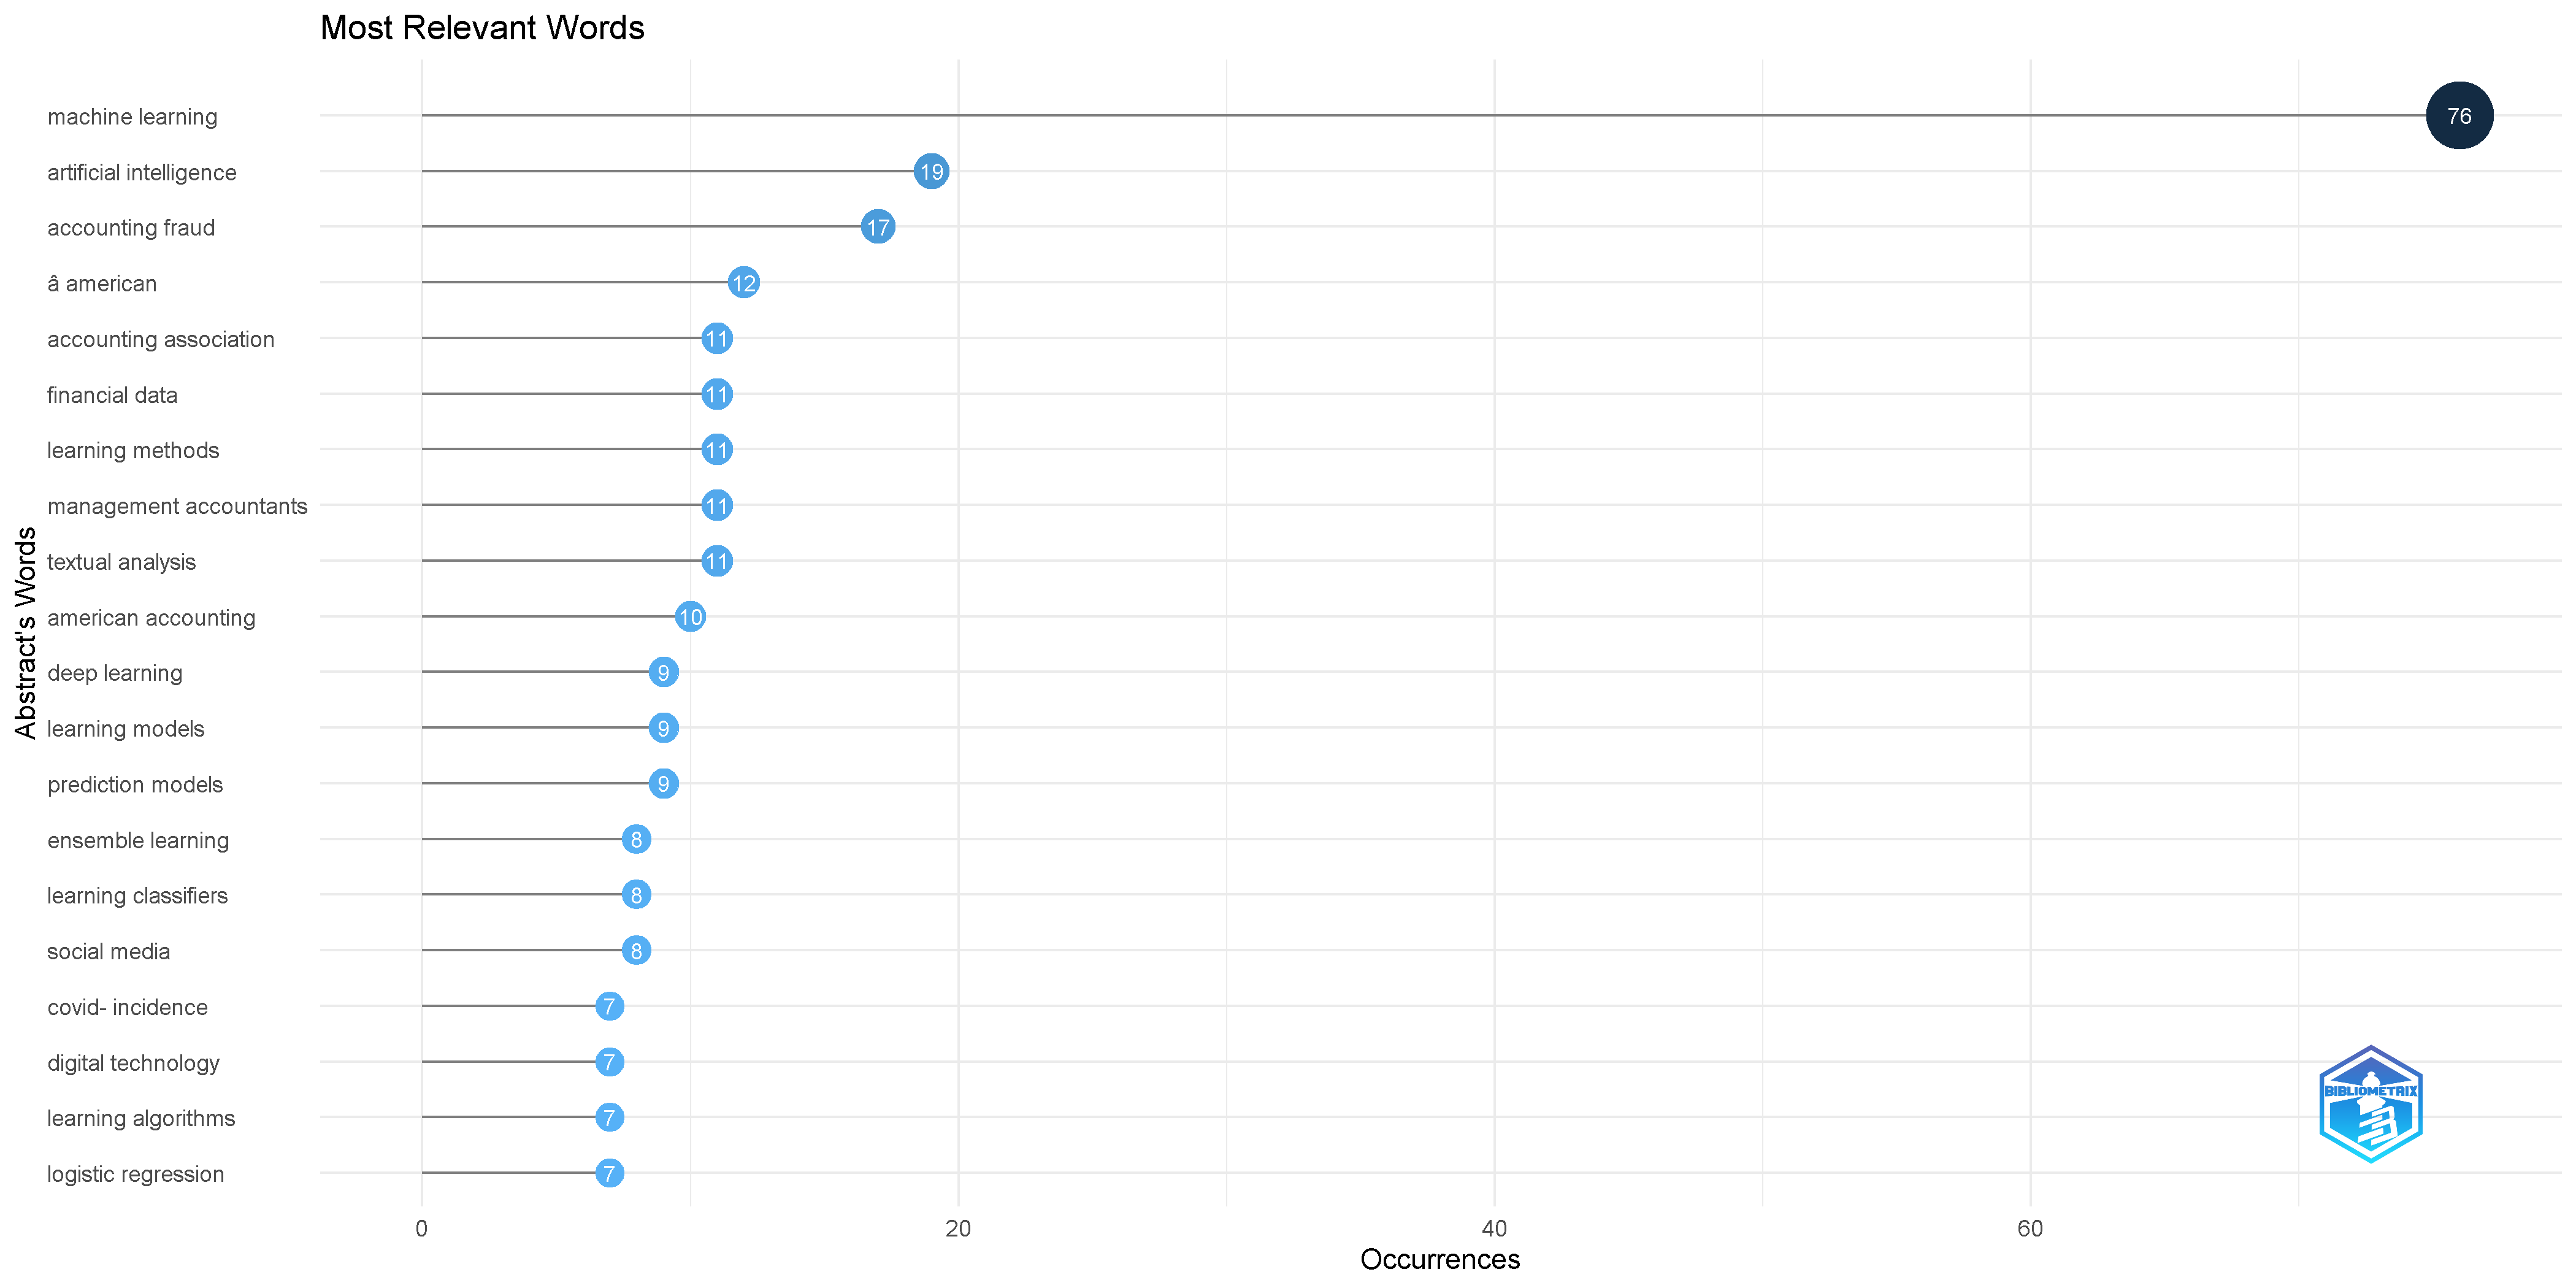 Most Relevant Words
machine learning 76
artificial intelligence 19
accounting fraud 17
â american 12
accounting association 11
financial data 11
learning methods 11
management accountants 11
textual analysis 11
american accounting 10
deep learning 9
learning models 9
prediction models 9
ensemble learning 8
learning classifiers 8
social media 8
covid- incidence 7
digital technology 7
learning algorithms 7
logistic regression 7
Abstract's Words
0 20 40 60
Occurrences
BIBLIOMETRIX